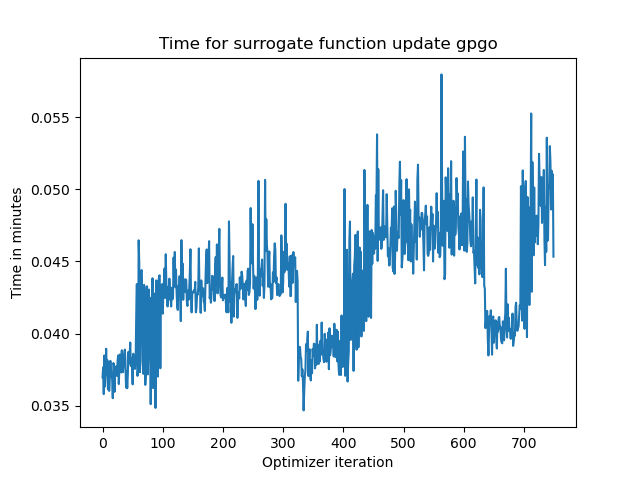 Time for surrogate function update gpgo
Time in minutes
0.055
0.050
0.045
0.040
0.035
0 100 200 300 400 500 600 700
Optimizer iteration